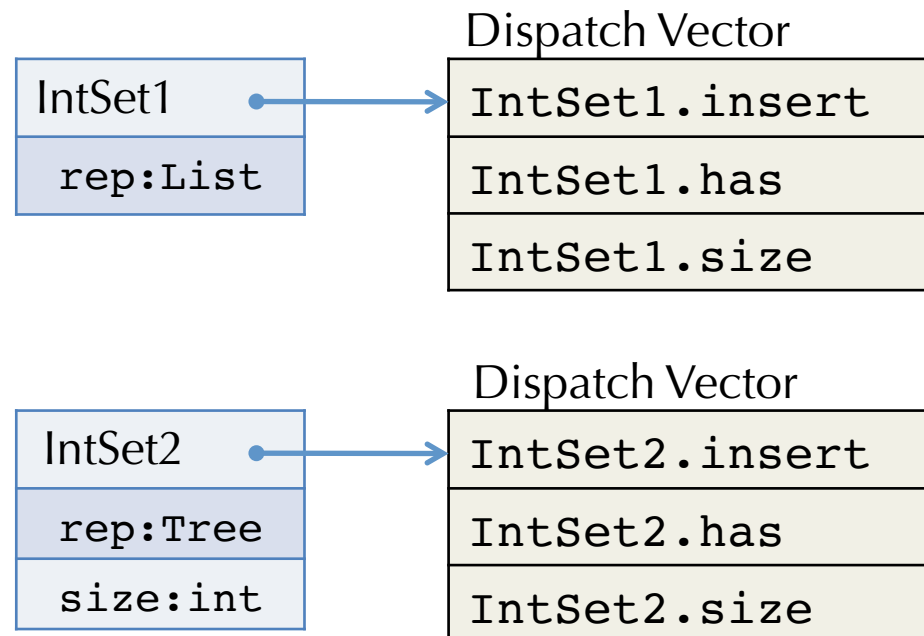 Dispatch Vector
IntSet1
IntSet1.insert
rep:List
IntSet1.has
IntSet1.size
Dispatch Vector
IntSet2
IntSet2.insert
rep:Tree
IntSet2.has
size:int
IntSet2.size